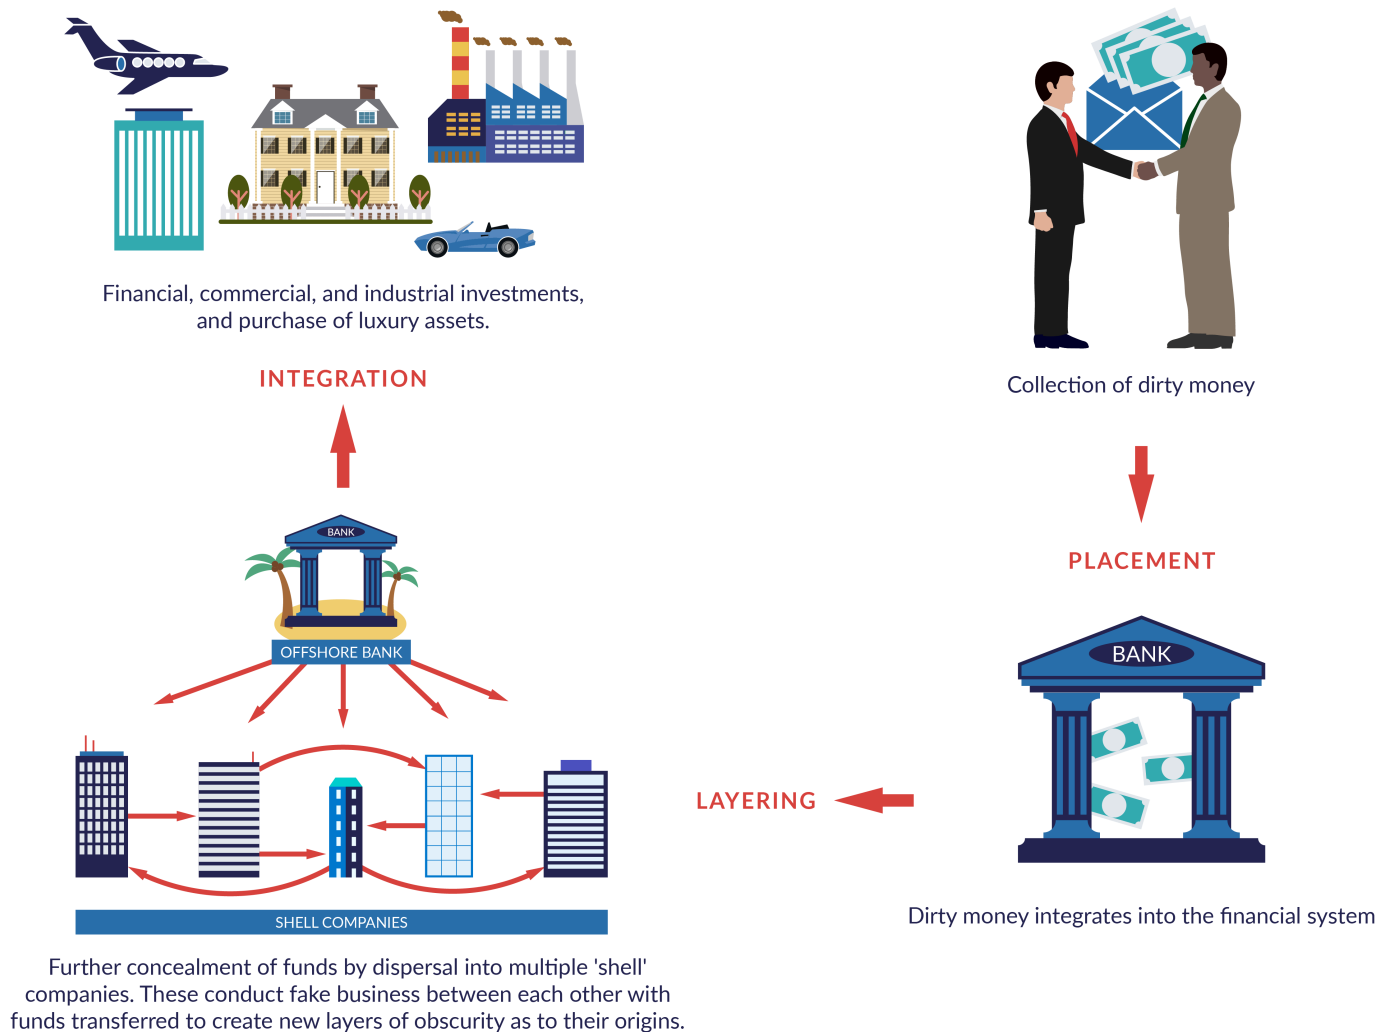 Financial, commercial, and industrial investments,
and purchase of luxury assets.
INTEGRATION
BANK
OFFSHORE BANK
SHELL COMPANIES
Further concealment of funds by dispersal into multiple 'shell'
companies. These conduct fake business between each other with
funds transferred to create new layers of obscurity as to their origins.
LAYERING
Collection of dirty money
PLACEMENT
BANK
Dirty money integrates into the financial system